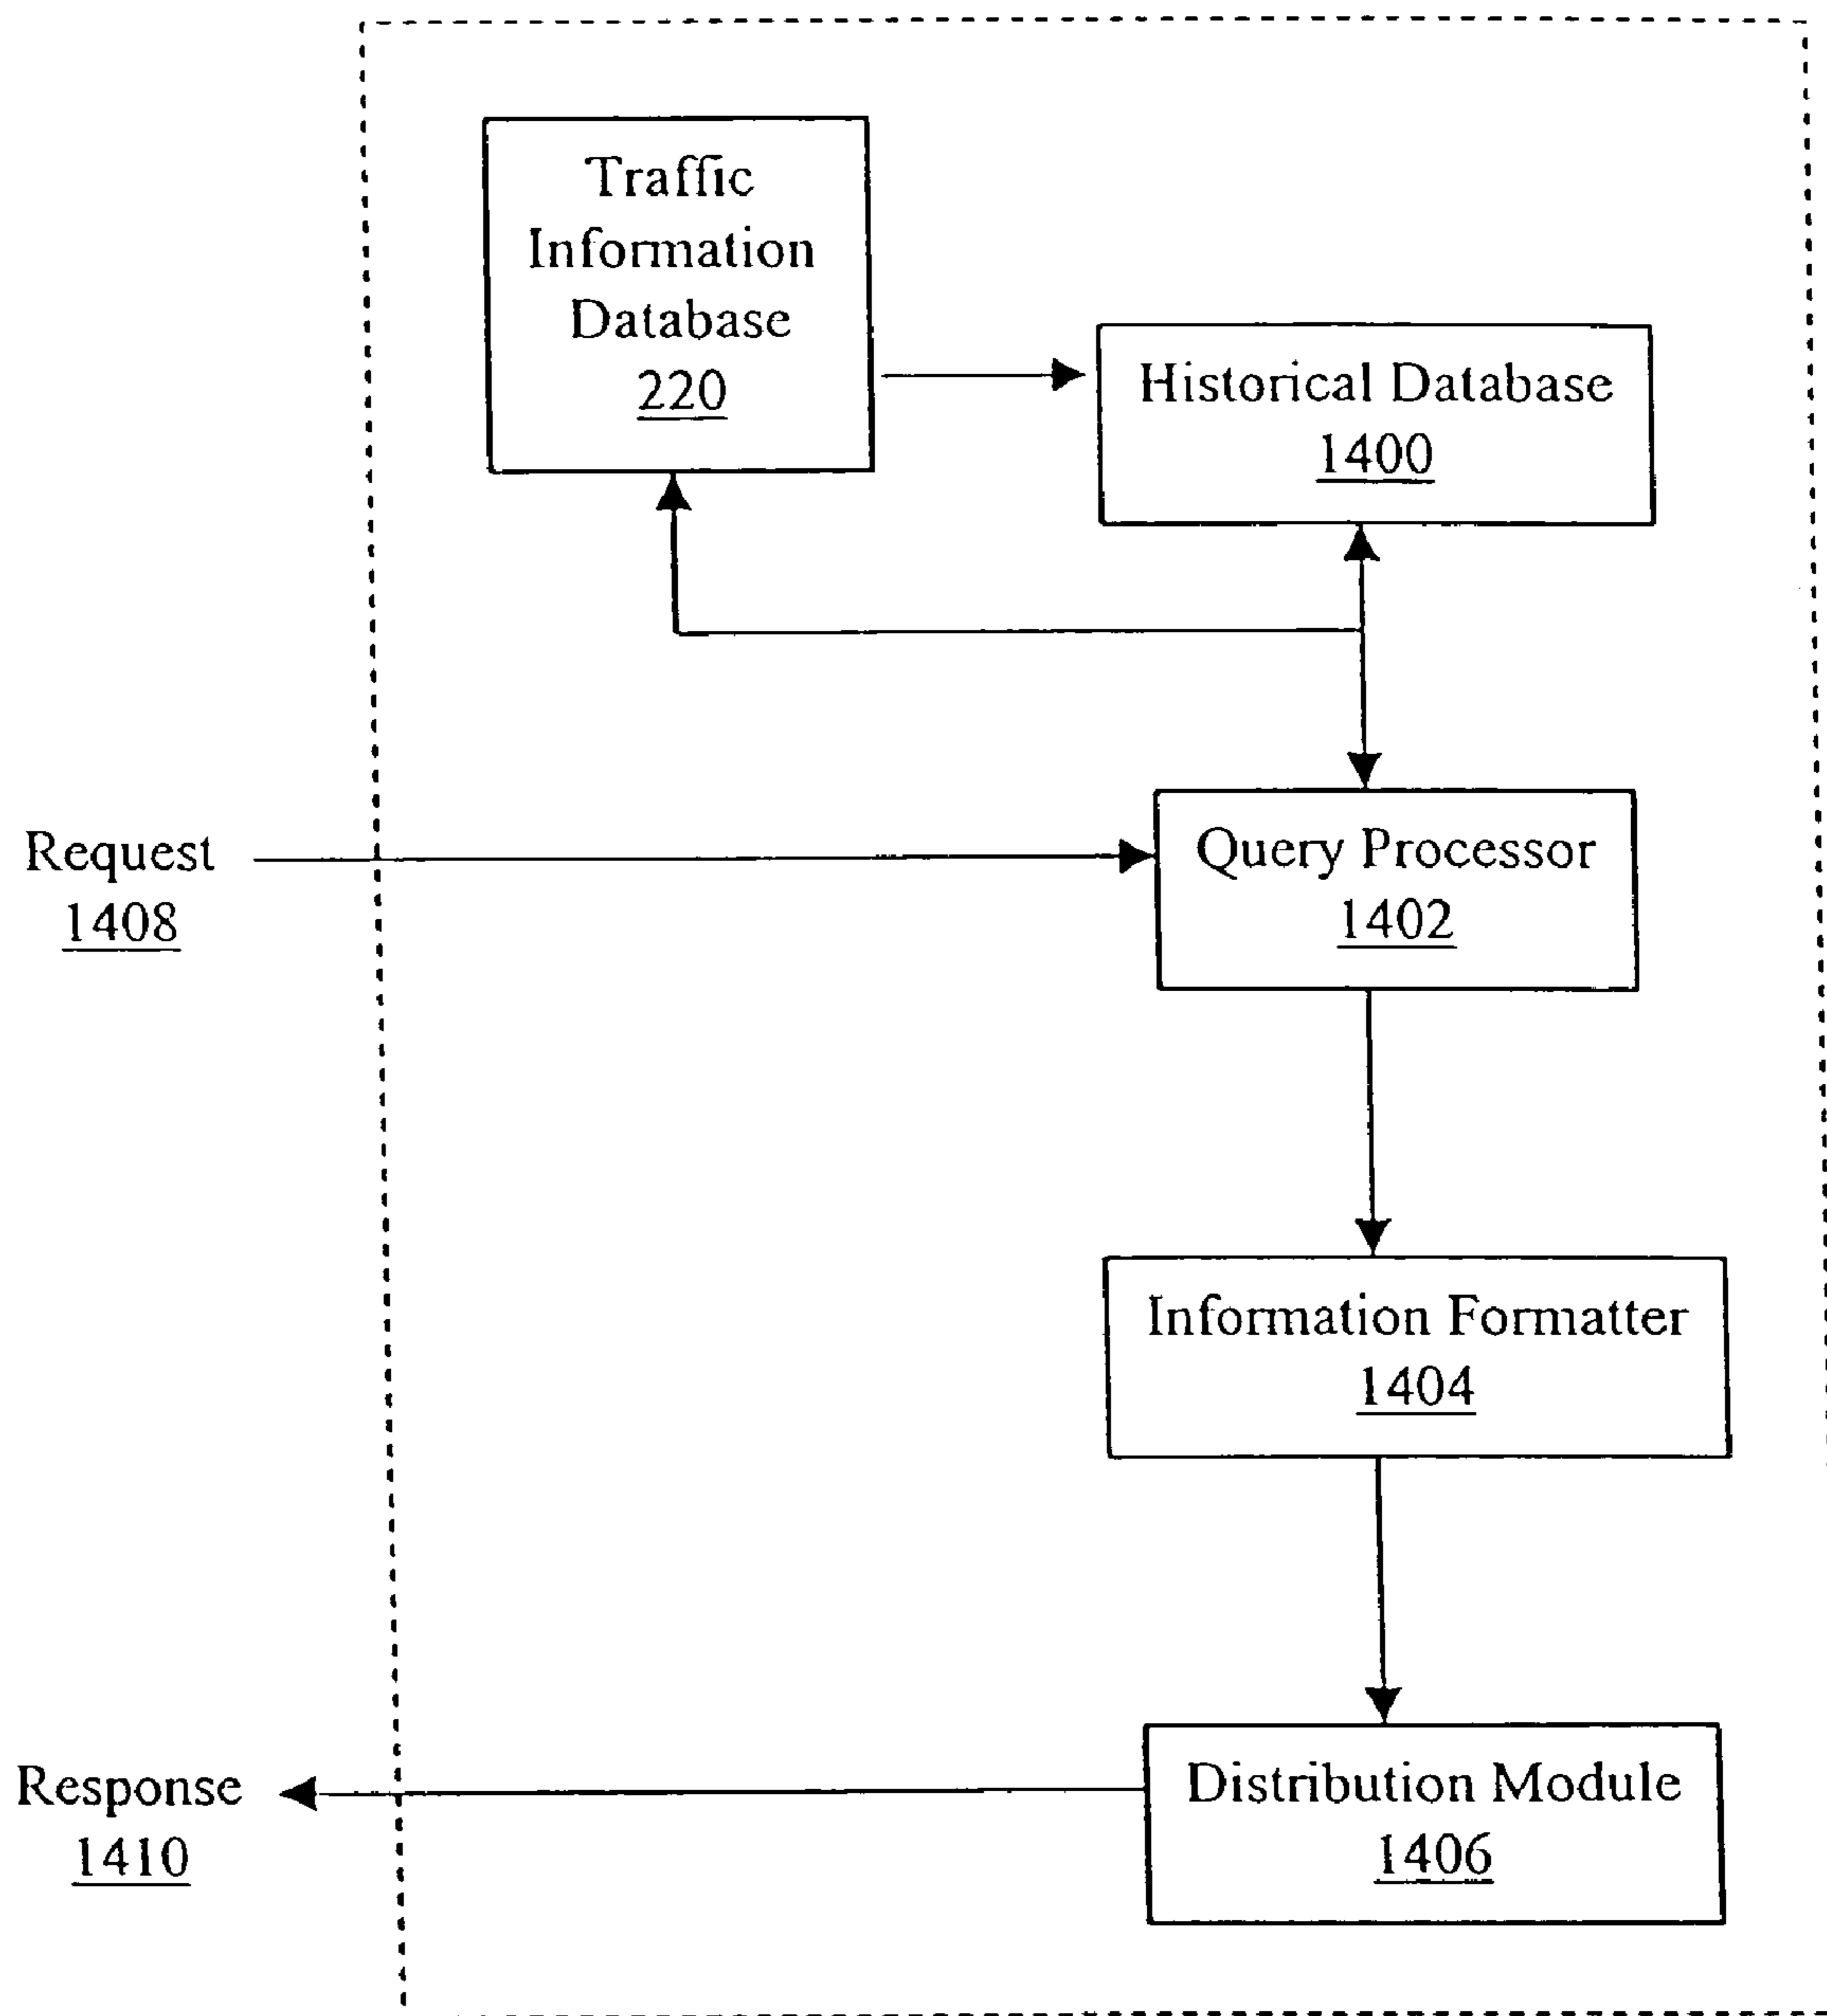 Traffic
Information
Database
220
Historical Database
1400
Request
1408
Query Processor
1402
Information Formatter
1404
Response
1410
Distribution Module
1406